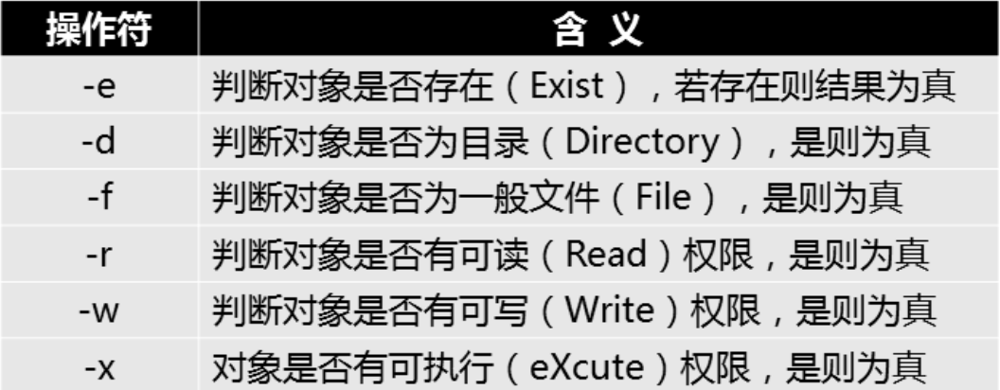 操作符 含 义
-e 判断对象是否存在（Exist），若存在则结果为真
-d 判断对象是否为目录（Directory），是则为真
-f 判断对象是否为一般文件（File），是则为真
-r 判断对象是否有可读（Read）权限，是则为真
-w 判断对象是否有可写（Write）权限，是则为真
-x 对象是否有可执行（eXcute）权限，是则为真